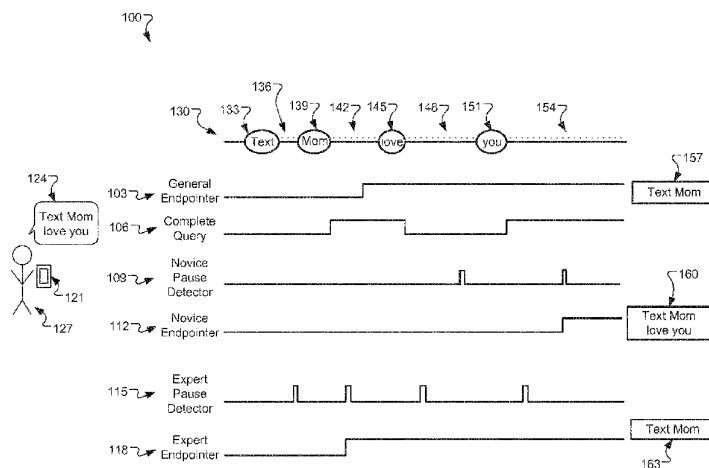 100
136
139
142
145
148
151
154
133
130
Text
Mom
love
you
157
124
103
General
Endpointer
Text Mom
Text Mom
love you
106
Complete
Query
109
Novice
Pause
Detector
121
160
127
112
Novice
Endpointer
Text Mom
love you
115
Expert
Pause
Detector
118
Expert
Endpointer
Text Mom
163